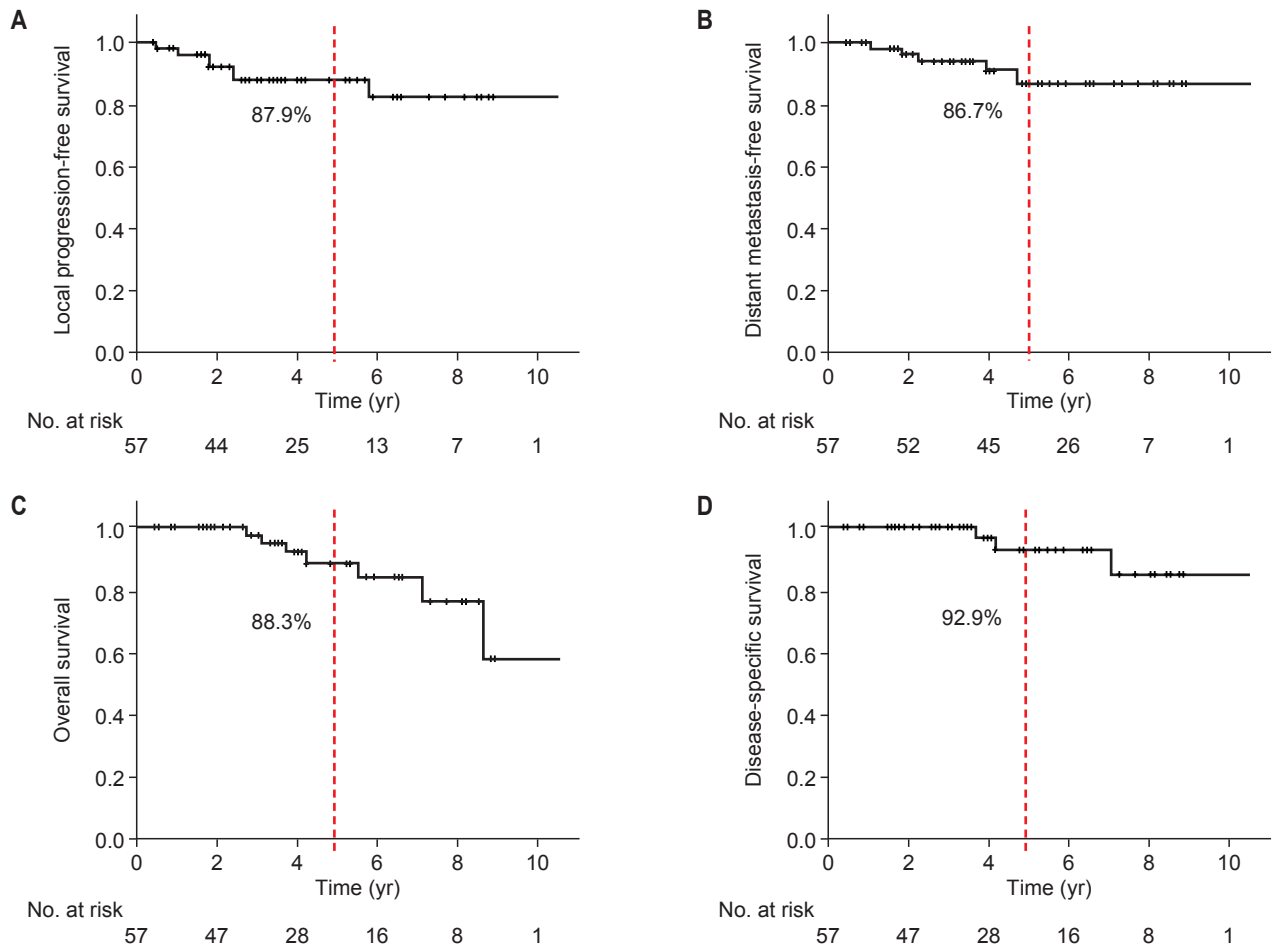 A
Local progression-free survival
1.0
0.8
0.6
0.4
0.2
0.0
87.9%
0 2 4 6 8 10
Time (yr)
No. at risk
57 44 25 13 7 1
B
Distant metastasis-free survival
1.0
0.8
0.6
0.4
0.2
0.0
86.7%
0 2 4 6 8 10
Time (yr)
No. at risk
57 52 45 26 7 1
C
Overall survival
1.0
0.8
0.6
0.4
0.2
0.0
88.3%
0 2 4 6 8 10
Time (yr)
No. at risk
57 47 28 16 8 1
D
Disease-specific survival
1.0
0.8
0.6
0.4
0.2
0.0
92.9%
0 2 4 6 8 10
Time (yr)
No. at risk
57 47 28 16 8 1